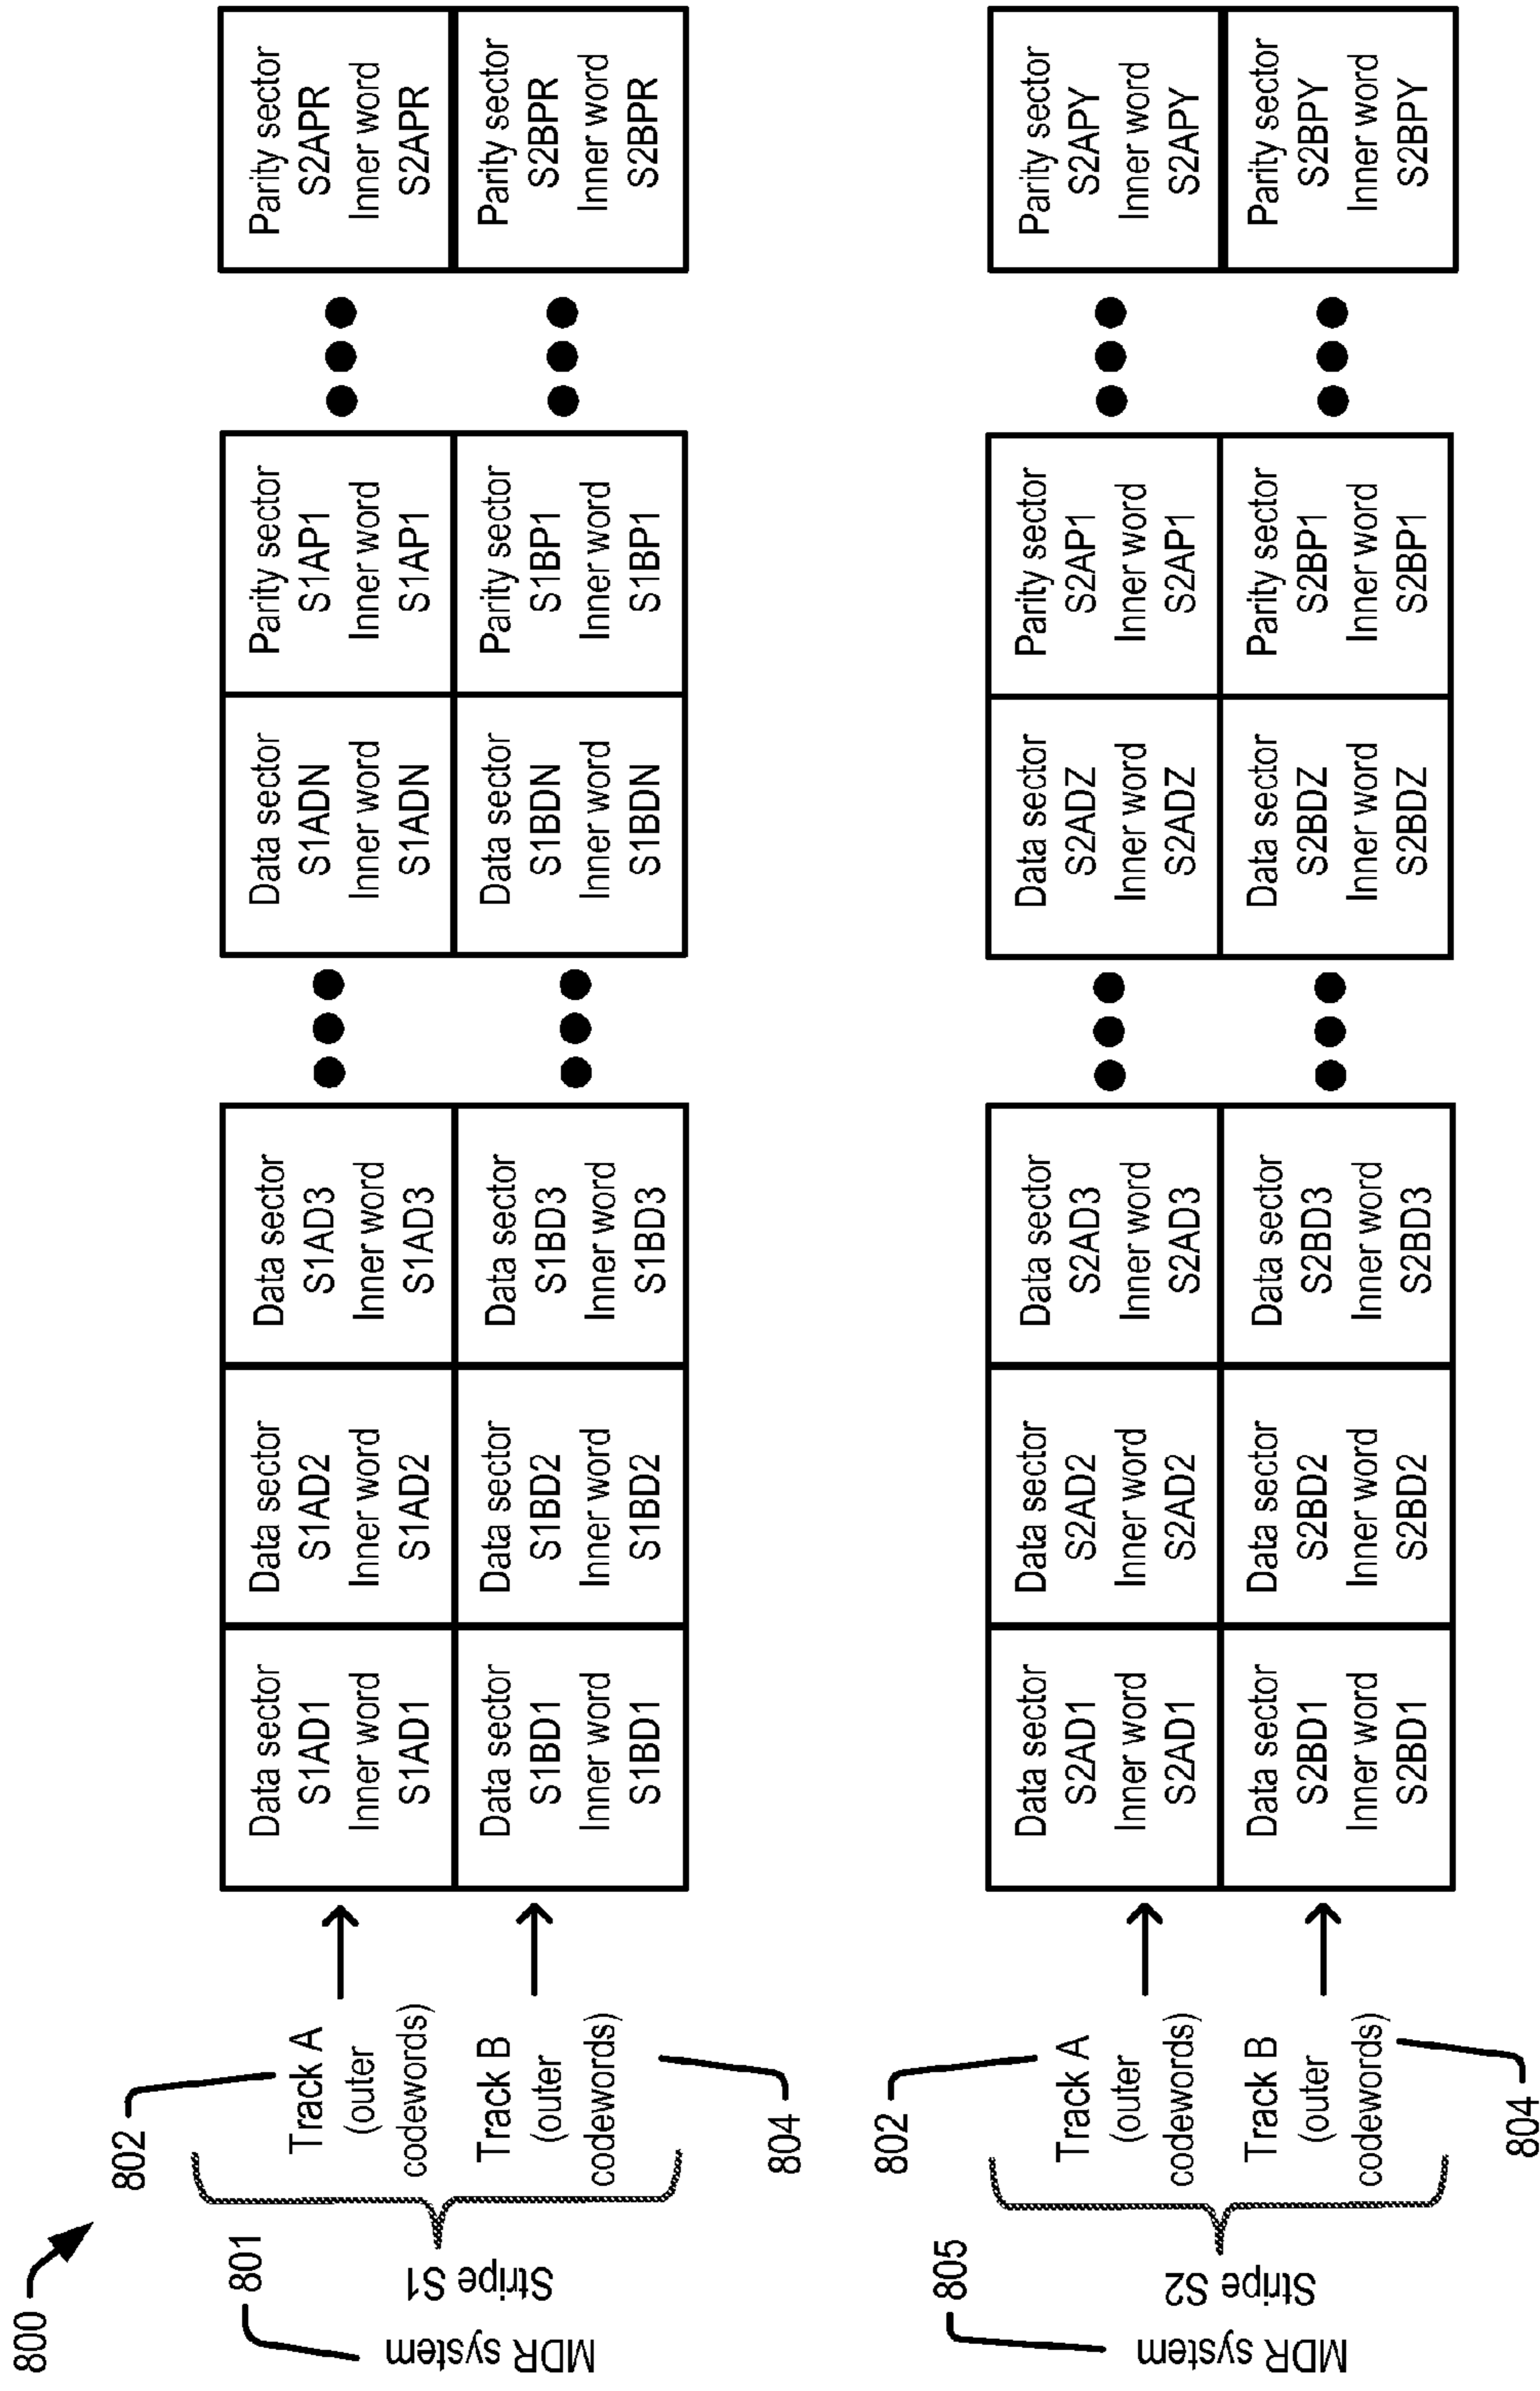 800
MDR system
801
Stripe S1
802
Track A
(outer
codewords)
Track B
(outer
codewords)
804
Data sector
S1AD1
Inner word
S1AD1
Data sector
S1AD2
Inner word
S1AD2
Data sector
S1AD3
Inner word
S1AD3
Data sector
S1ADN
Inner word
S1ADN
Parity sector
S1AP1
Inner word
S1AP1
Parity sector
S2APR
Inner word
S2APR
Data sector
S1BD1
Inner word
S1BD1
Data sector
S1BD2
Inner word
S1BD2
Data sector
S1BD3
Inner word
S1BD3
Data sector
S1BDN
Inner word
S1BDN
Parity sector
S1BP1
Inner word
S1BP1
Parity sector
S2BPR
Inner word
S2BPR
MDR system
805
Stripe S2
802
Track A
(outer
codewords)
Track B
(outer
codewords)
804
Data sector
S2AD1
Inner word
S2AD1
Data sector
S2AD2
Inner word
S2AD2
Data sector
S2AD3
Inner word
S2AD3
Data sector
S2ADZ
Inner word
S2ADZ
Parity sector
S2AP1
Inner word
S2AP1
Parity sector
S2APY
Inner word
S2APY
Data sector
S2BD1
Inner word
S2BD1
Data sector
S2BD2
Inner word
S2BD2
Data sector
S2BD3
Inner word
S2BD3
Data sector
S2BDZ
Inner word
S2BDZ
Parity sector
S2BP1
Inner word
S2BP1
Parity sector
S2BPY
Inner word
S2BPY